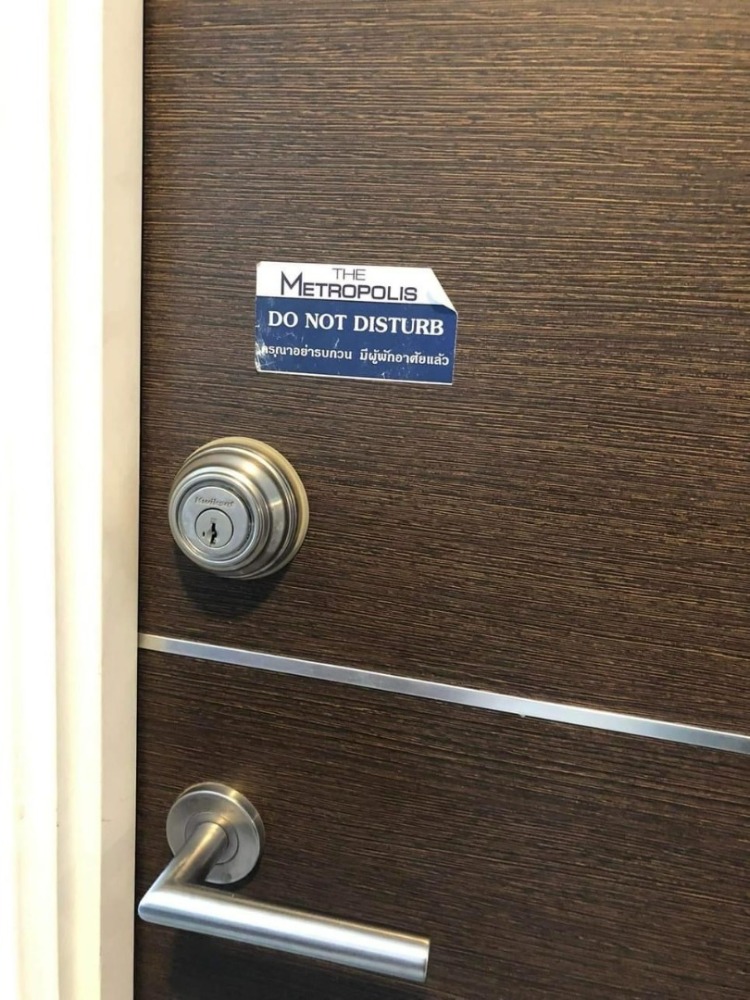 THE
METROPOLIS
DO NOT DISTURB
กรุณาอย่ารบกวน มีผู้พักอาศัยแล้ว